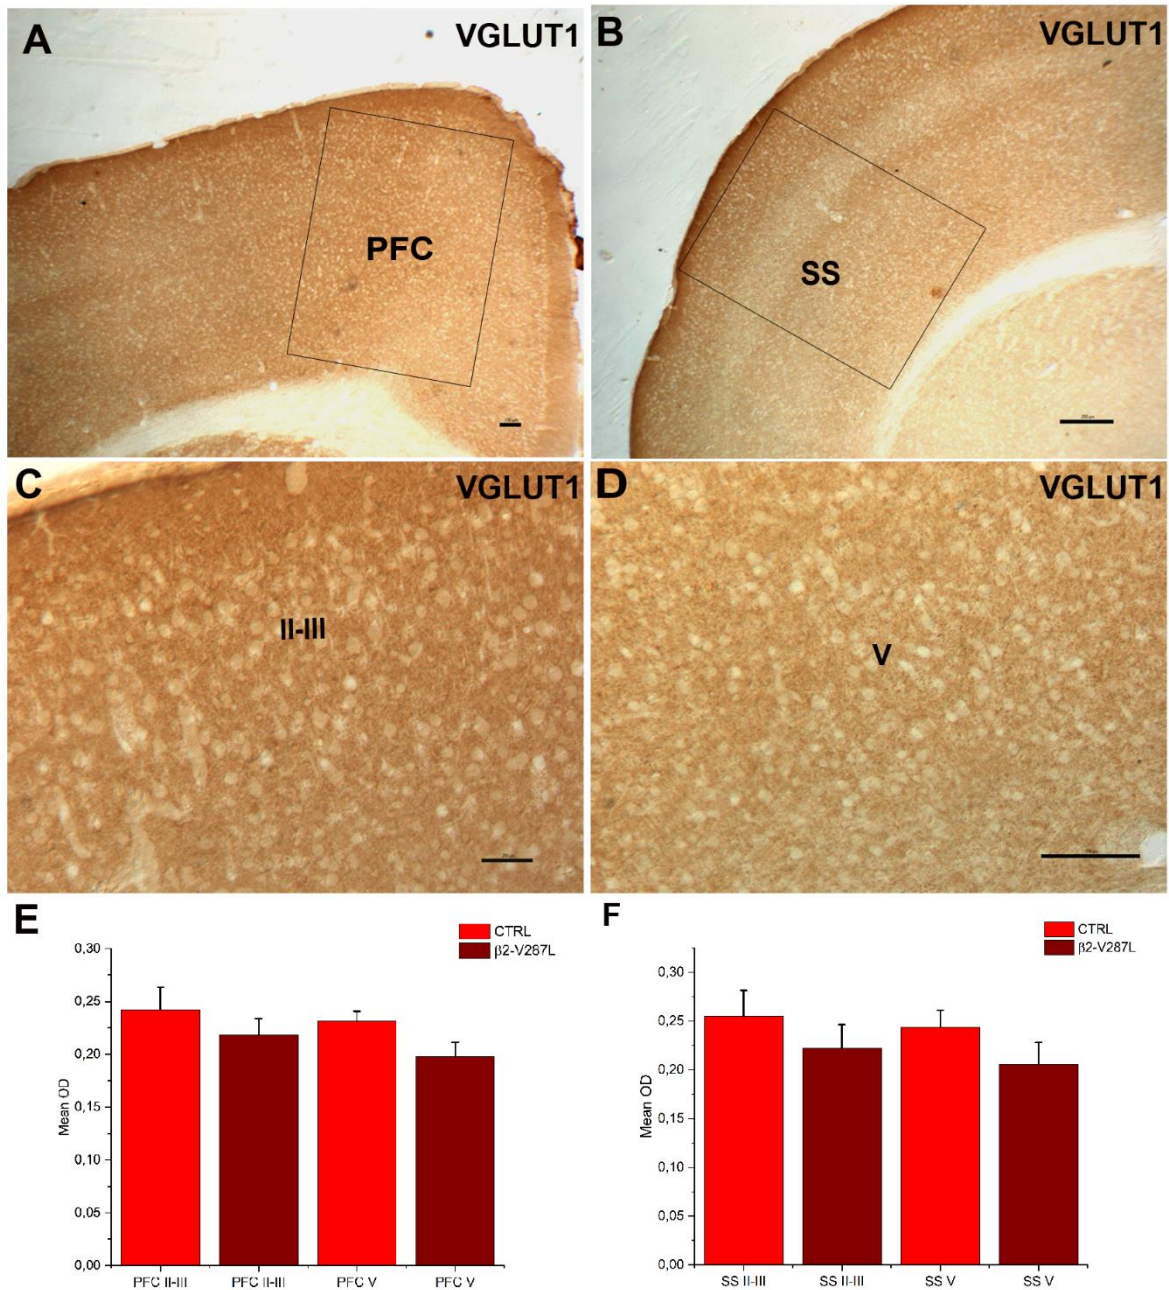 A
VGLUT1
B
VGLUT1
PFC
SS
C
VGLUT1
D
VGLUT1
II-III
V
E
CTRL
β2-V287L
0,30
0,25
0,20
0,15
0,10
0,05
0,00
Mean OD
PFC II-III
PFC II-III
PFC V
PFC V
F
CTRL
β2-V287L
0,30
0,25
0,20
0,15
0,10
0,05
0,00
Mean OD
SS II-III
SS II-III
SS V
SS V